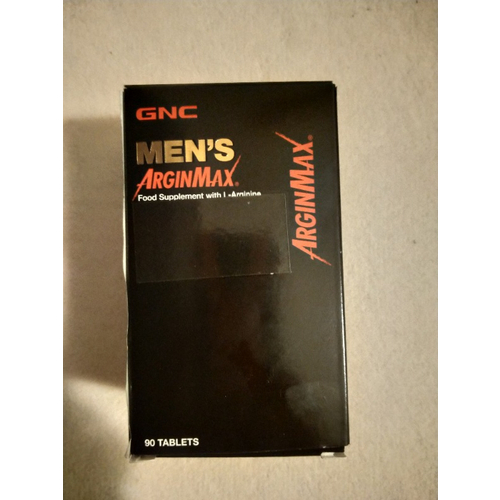 GNC
MEN'S
ARGINMAX®
Food Supplement with L-Arginine
ARGINMAX®
90 TABLETS